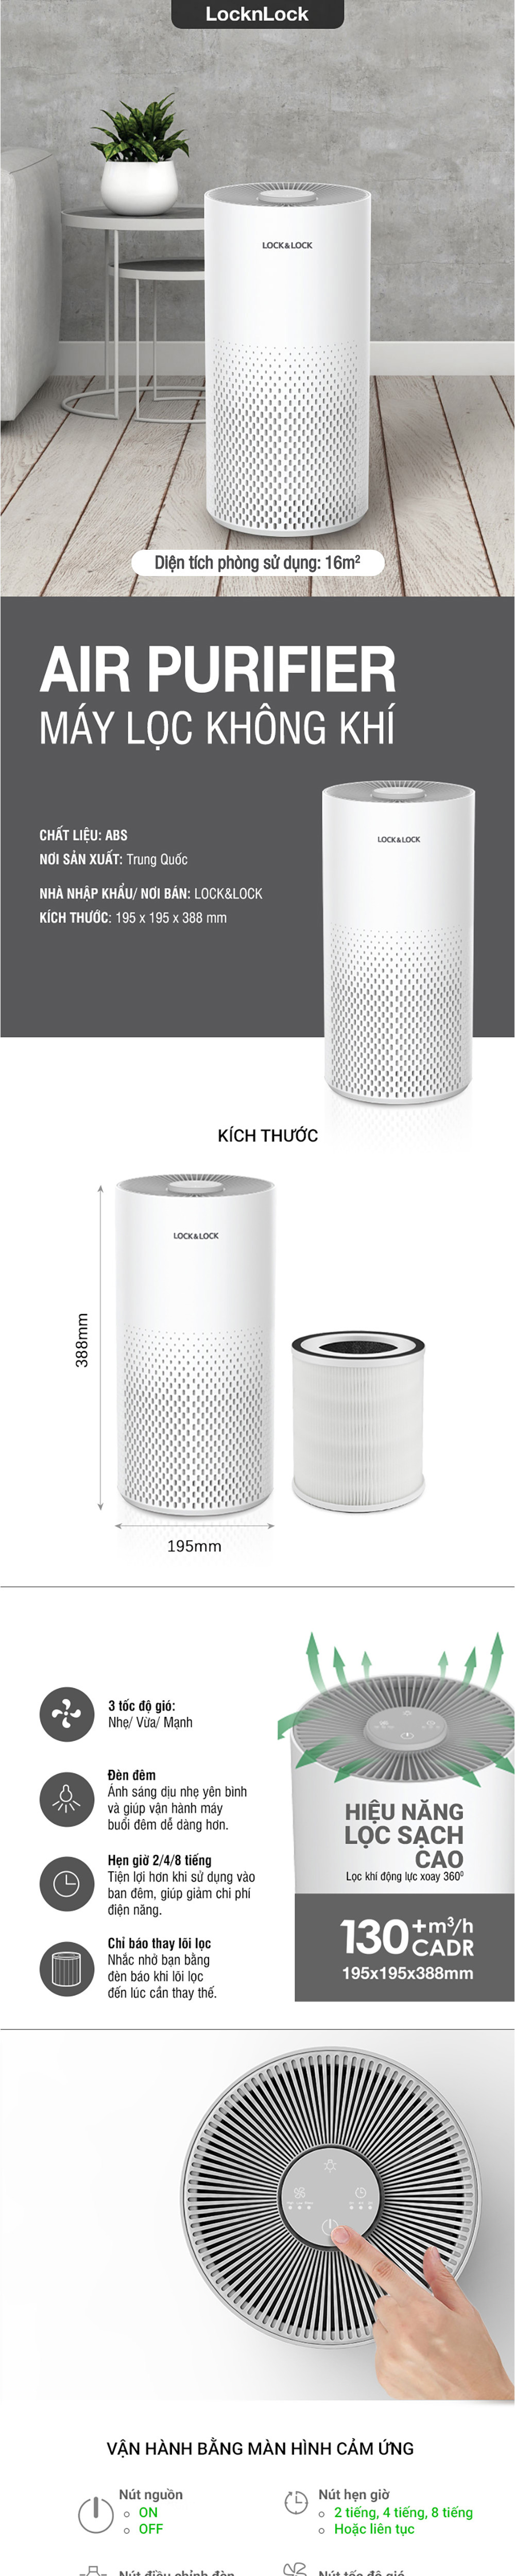 LocknLock
LOCK&LOCK
Diện tích phòng sử dụng: 16m²
AIR PURIFIER
MÁY LỌC KHÔNG KHÍ
CHẤT LIỆU: ABS
NƠI SẢN XUẤT: Trung Quốc
NHÀ NHẬP KHẨU/ NƠI BÁN: LOCK&LOCK
KÍCH THƯỚC: 195 x 195 x 388 mm
LOCK&LOCK
KÍCH THƯỚC
LOCK&LOCK
388mm
195mm
3 tốc độ gió:
Nhẹ/ Vừa/ Mạnh
Đèn đêm
Ánh sáng dịu nhẹ yên bình
và giúp vận hành máy
buổi đêm dễ dàng hơn.
Hẹn giờ 2/4/8 tiếng
Tiện lợi hơn khi sử dụng vào
ban đêm, giúp giảm chi phí
điện năng.
Chỉ báo thay lõi lọc
Nhắc nhở bạn bằng
đèn báo khi lõi lọc
đến lúc cần thay thế.
HIỆU NĂNG
LỌC SẠCH
CAO
Lọc khí động lực xoay 360⁰
130+m³/h
CADR
195x195x388mm
VẬN HÀNH BẰNG MÀN HÌNH CẢM ỨNG
Nút nguồn
ON
OFF
Nút hẹn giờ
2 tiếng, 4 tiếng, 8 tiếng
Hoặc liên tục